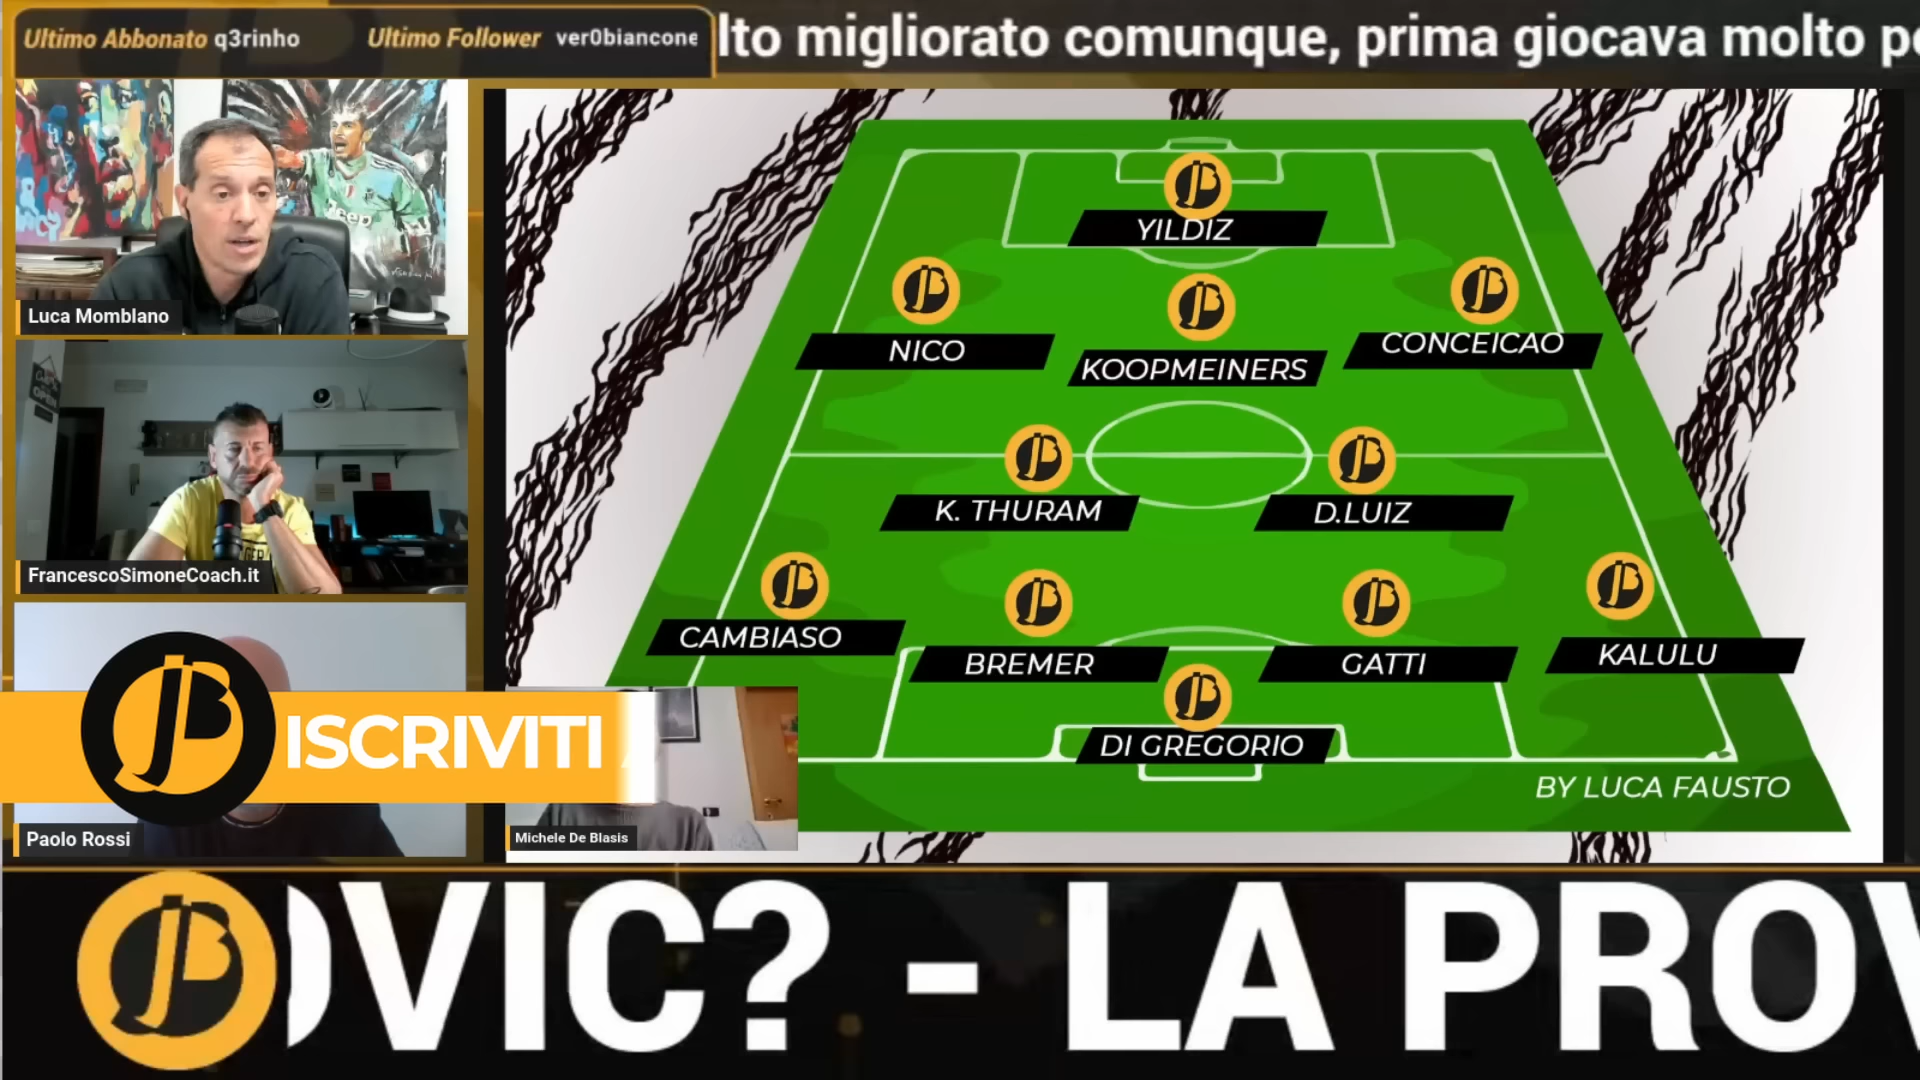 Ultimo Abbonato q3rinho
Ultimo Follower ver0biancone
lto migliorato comunque, prima giocava molto pe
Luca Momblano
FrancescoSimoneCoach.it
Paolo Rossi
Michele De Blasis
ISCRIVITI
YILDIZ
NICO
KOOPMEINERS
CONCEICAO
K. THURAM
D.LUIZ
CAMBIASO
BREMER
GATTI
KALULU
DI GREGORIO
BY LUCA FAUSTO
OVIC? - LA PROV